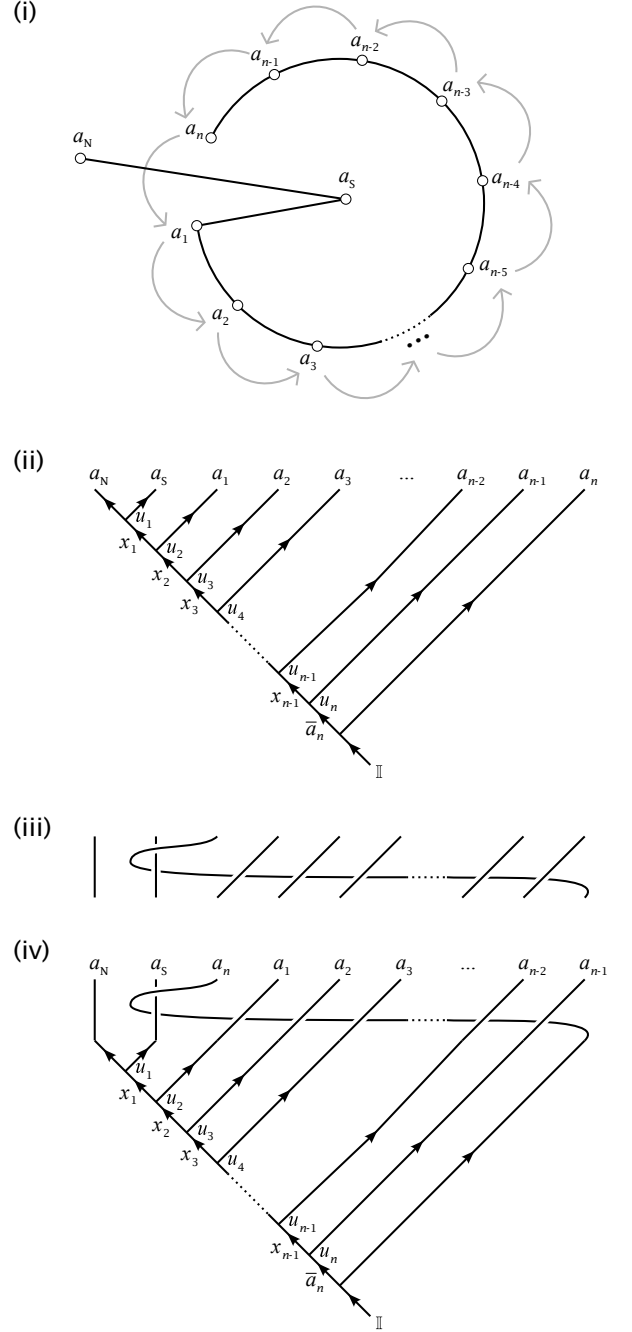 (i)
a_{n-2}
a_{n-1}
a_{n-3}
a_n
a_N
a_S
a_{n-4}
a_1
a_{n-5}
a_2
...
a_3
(ii)
a_N a_S a_1 a_2 a_3 ... a_{n-2} a_{n-1} a_n
u_1
x_1 u_2
x_2 u_3
x_3 u_4
u_{n-1}
x_{n-1} u_n
a̅_n
𝕀
(iii)
(iv)
a_N a_S a_n a_1 a_2 a_3 ... a_{n-2} a_{n-1}
u_1
x_1 u_2
x_2 u_3
x_3 u_4
u_{n-1}
x_{n-1} u_n
a̅_n
𝕀